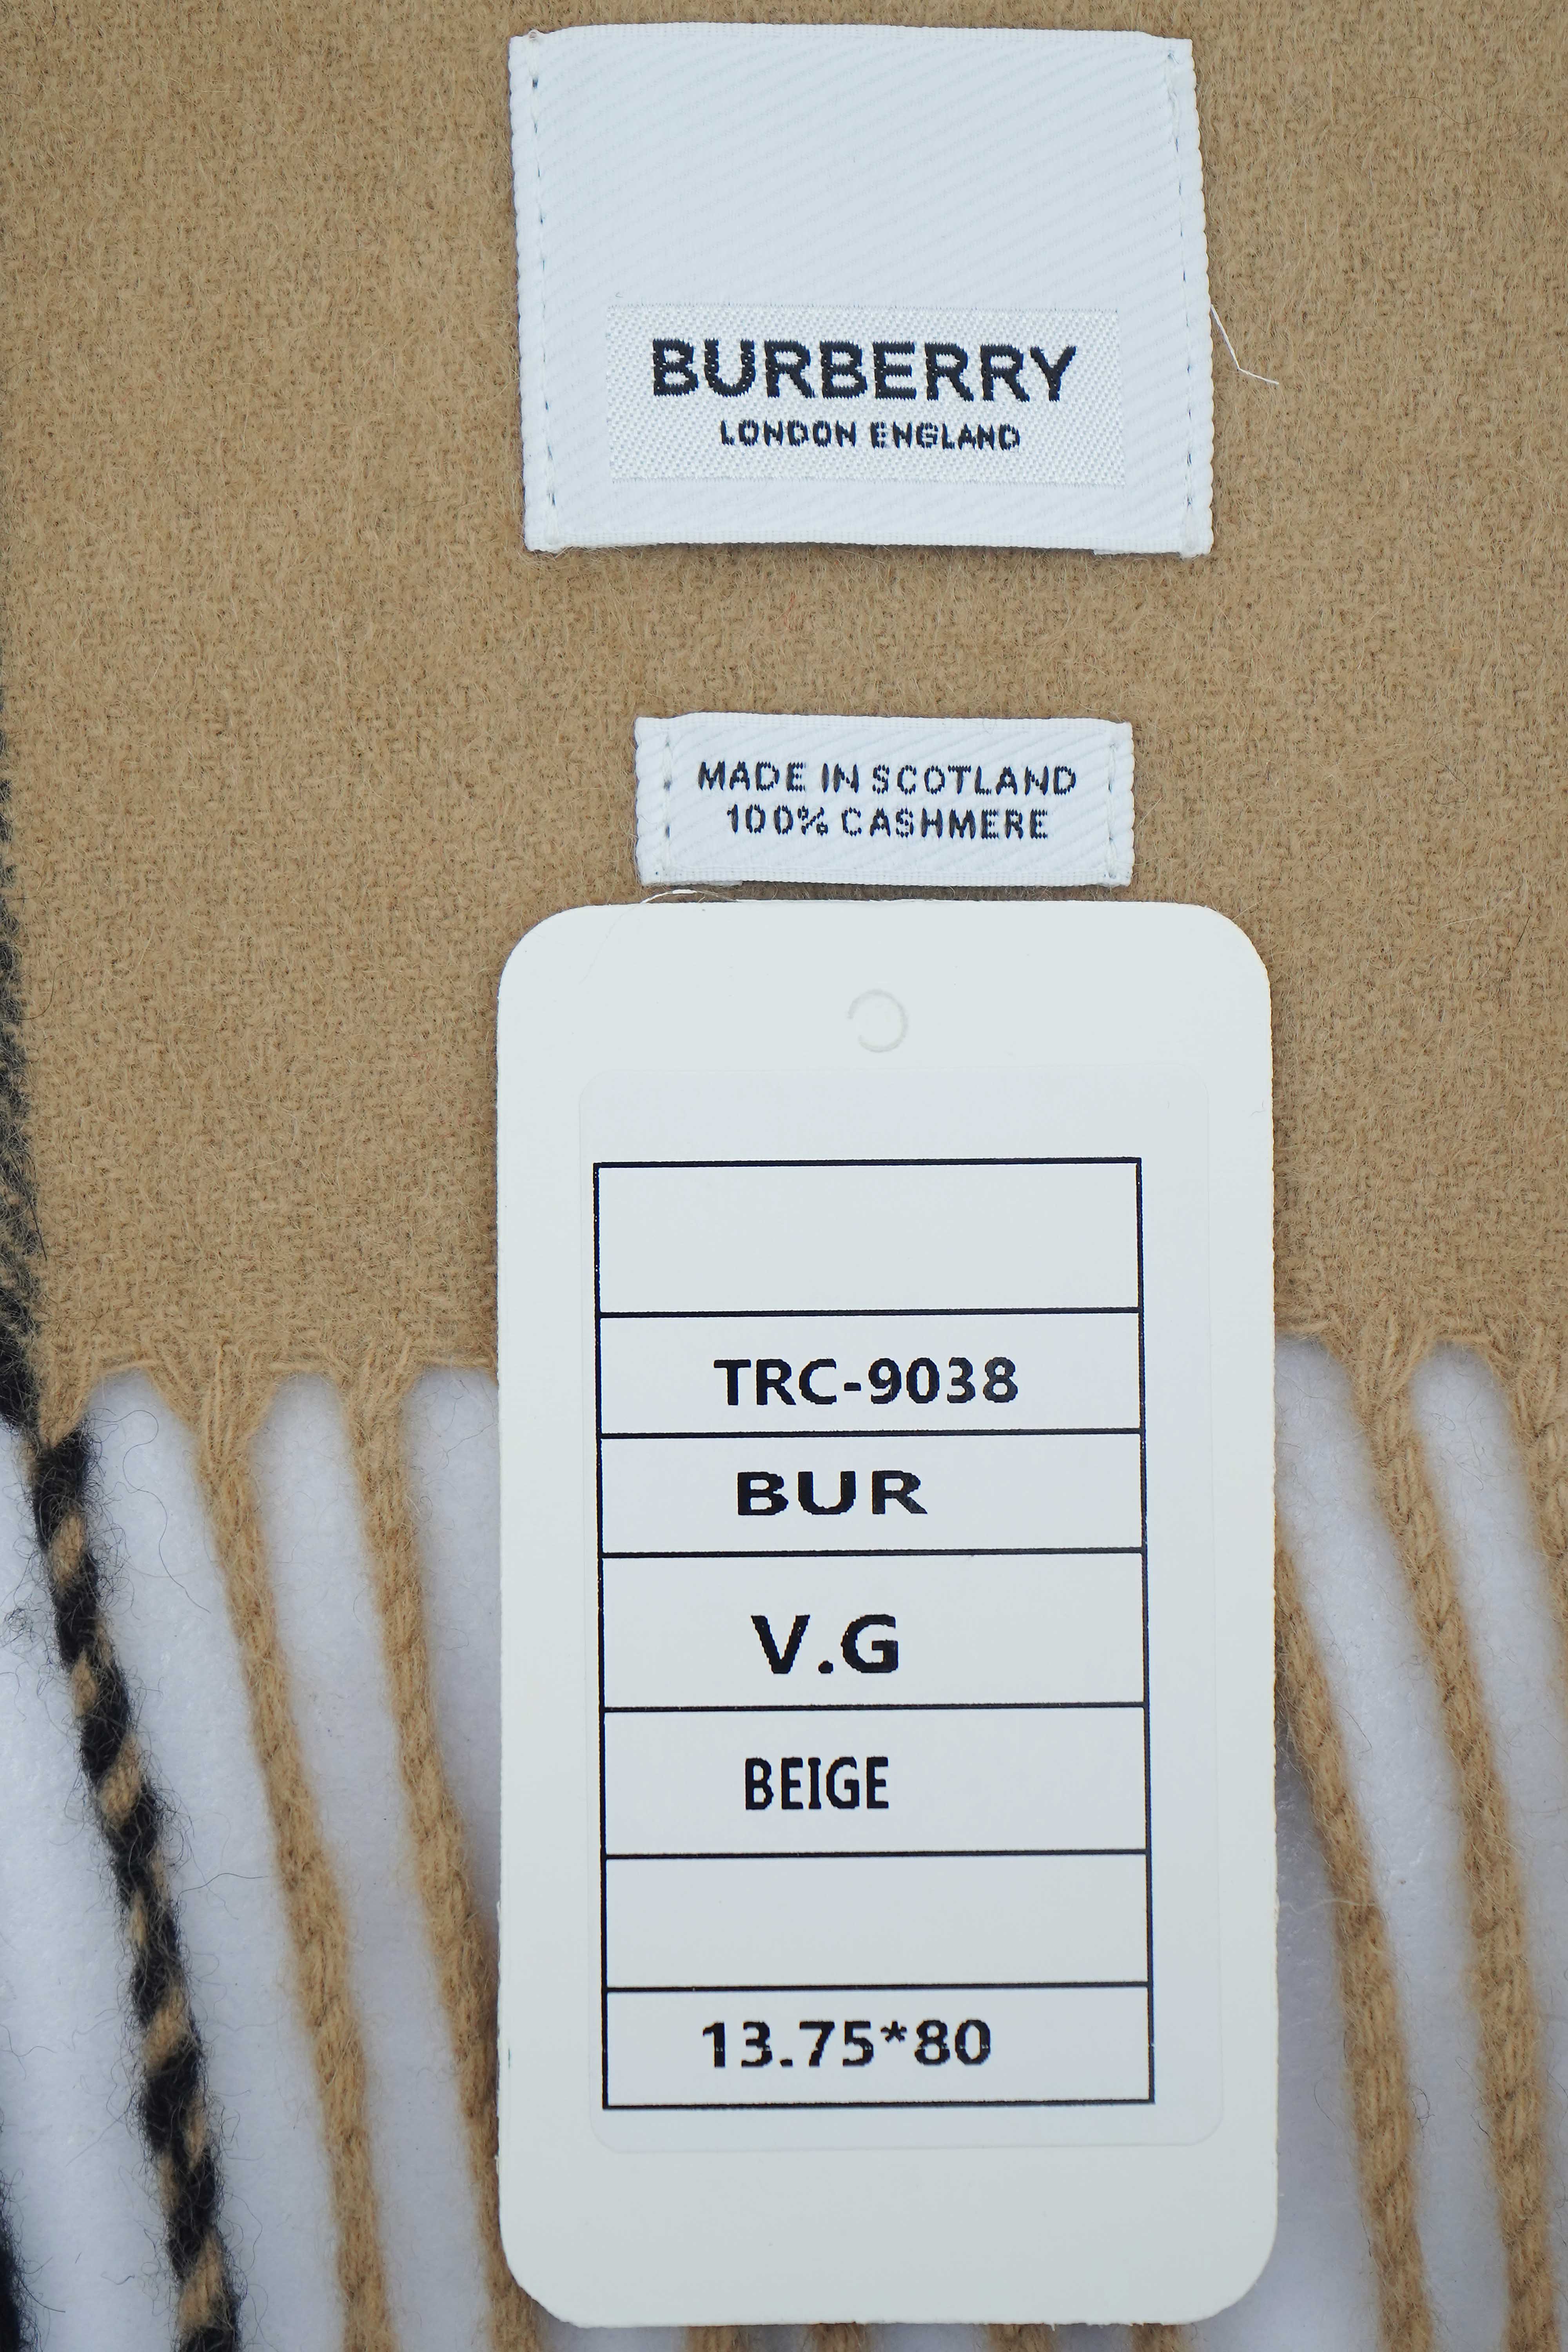 BURBERRY
LONDON ENGLAND
MADE IN SCOTLAND
100% CASHMERE
TRC-9038
BUR
V.G
BEIGE
13.75*80